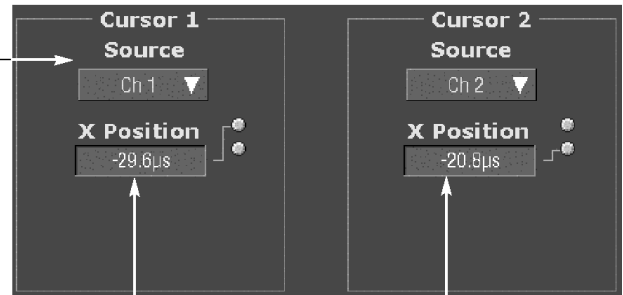 Cursor 1
Source
Ch 1
X Position
-29.6µs
Cursor 2
Source
Ch 2
X Position
-20.8µs